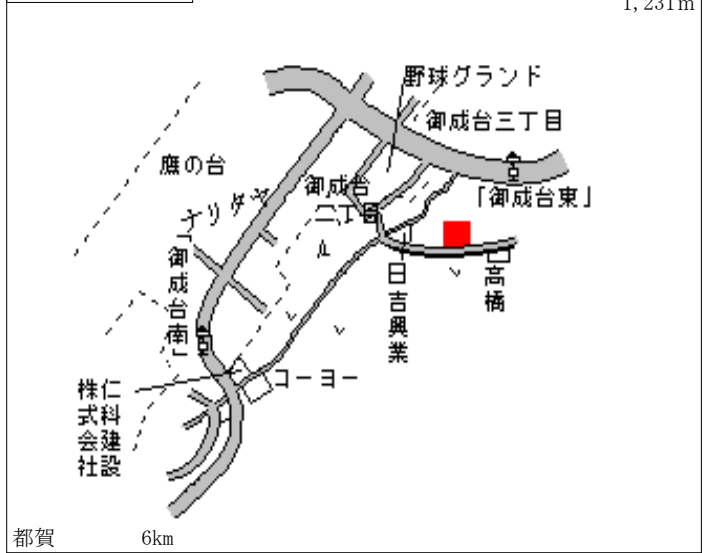 1,231m
野球グランド
御成台三丁目
鷹の台
御成台
二丁目
ナリタヤ
「御成台東」
「御成台南」
日吉興業
高橋
コーヨー
株式会社
仁科建設
都賀 6km